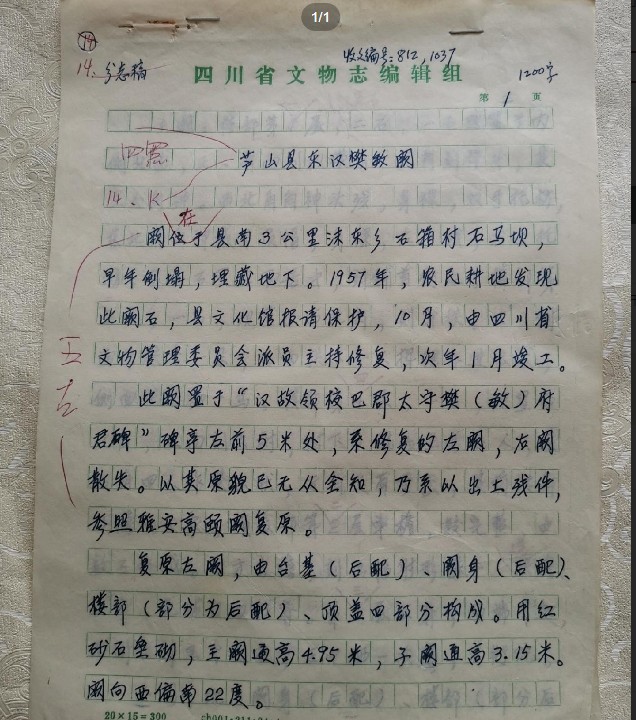 1/1
18
收文编号:812,1037
14、分志稿
四川省文物志编辑组
1200字
第 1 页
四黑
芦山县东汉樊敏阙
14、K
在
阙位于县南3公里沫东乡石箱村石马坝，
早年倒塌，埋藏地下。1957年，农民耕地发现
此阙石，县文化馆报请保护，10月，由四川省
文物管理委员会派员主持修复，次年1月竣工。
五
此阙置于“汉故领校巴郡太守樊（敏）府
君碑”碑亭左前5米处，系修复的左阙，右阙
散失。以其原貌已无从全知，乃系以出土残件，
参照雅安高颐阙复原。
复原左阙，由台基（后配）、阙身（后配）、
楼部（部分为后配）、顶盖四部分构成。用红
砂石垒砌，主阙通高4.95米，子阙通高3.15米。
阙向西偏南22度。
20×15=300